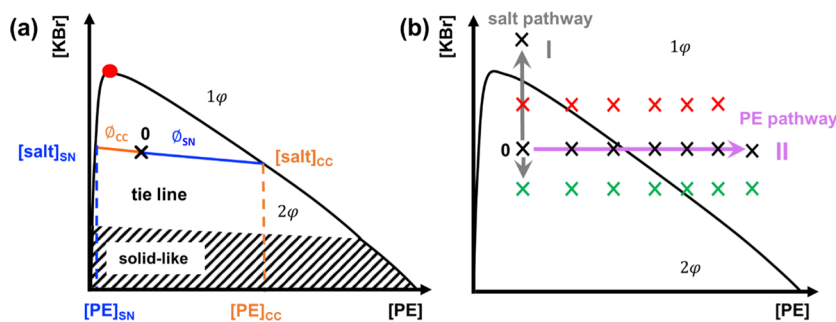 (a)
[KBr]
1φ
∅CC
0
∅SN
[salt]SN
[salt]CC
tie line
2φ
solid-like
[PE]SN
[PE]CC
[PE]
(b)
[KBr]
salt pathway
I
1φ
PE pathway
0
II
2φ
[PE]